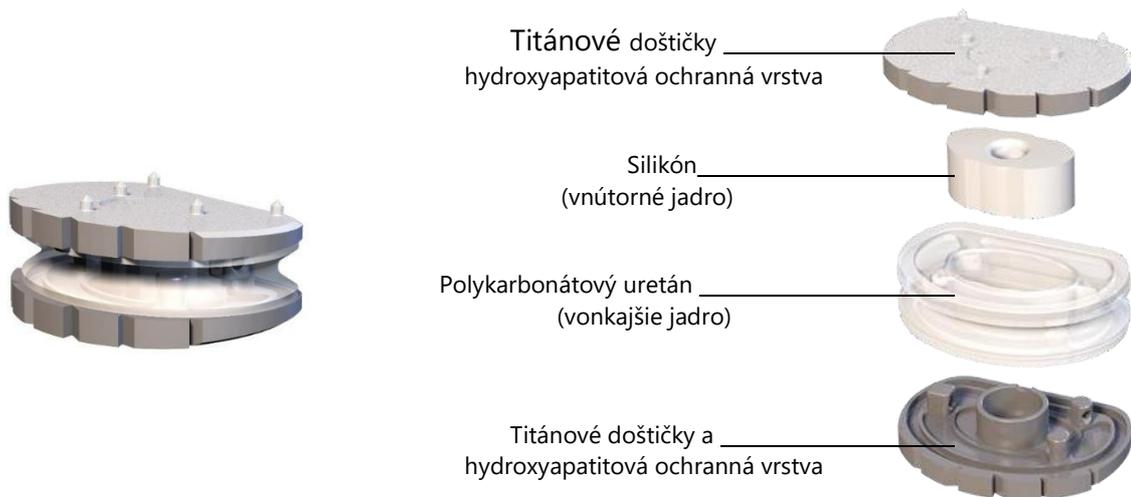 Titánové doštičky
hydroxyapatitová ochranná vrstva
Silikón
(vnútorné jadro)
Polykarbonátový uretán
(vonkajšie jadro)
Titánové doštičky a
hydroxyapatitová ochranná vrstva